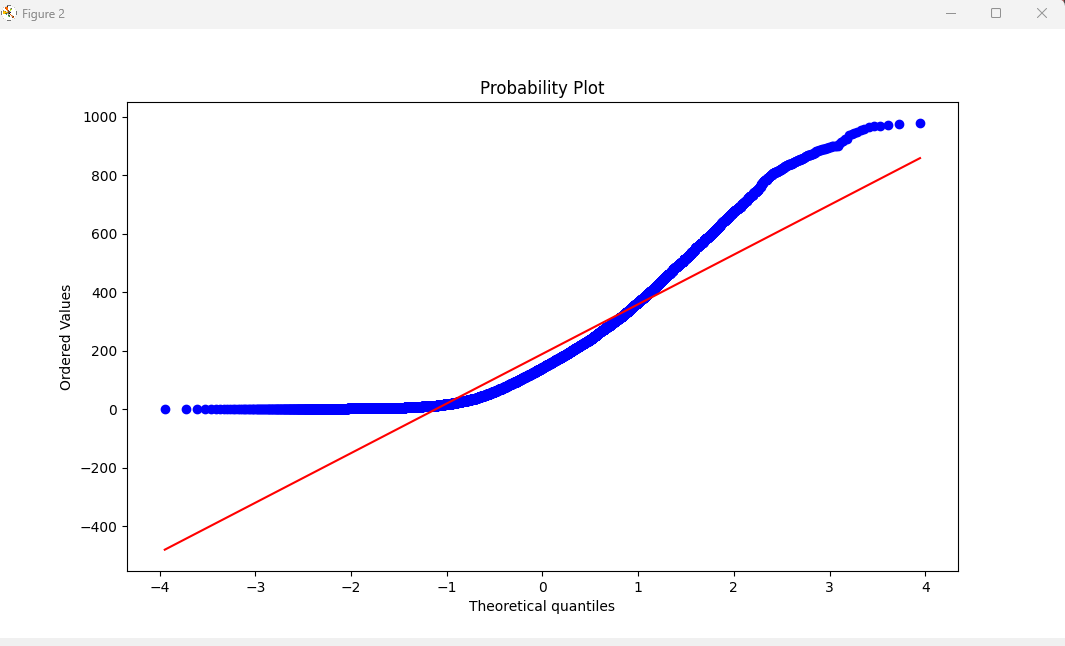 Figure 2
Probability Plot
1000
800
600
400
200
0
−200
−400
Ordered Values
−4 −3 −2 −1 0 1 2 3 4
Theoretical quantiles